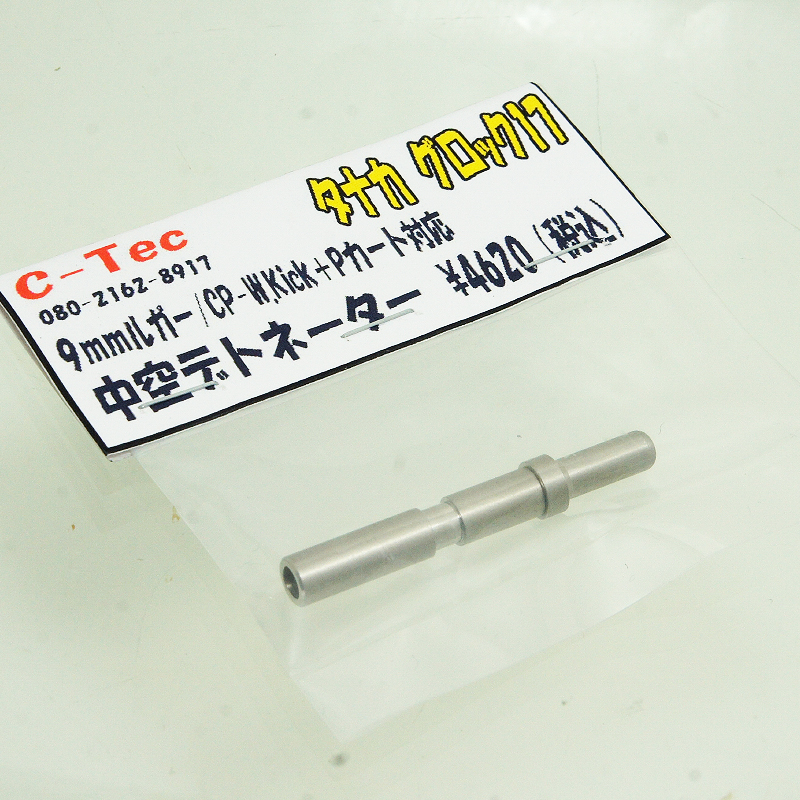 タナカ グロック17
C-Tec
080-2162-8917
9mmルガー/CP-W,Kick+Pカート対応
中空デトネーター ¥4620(税込)